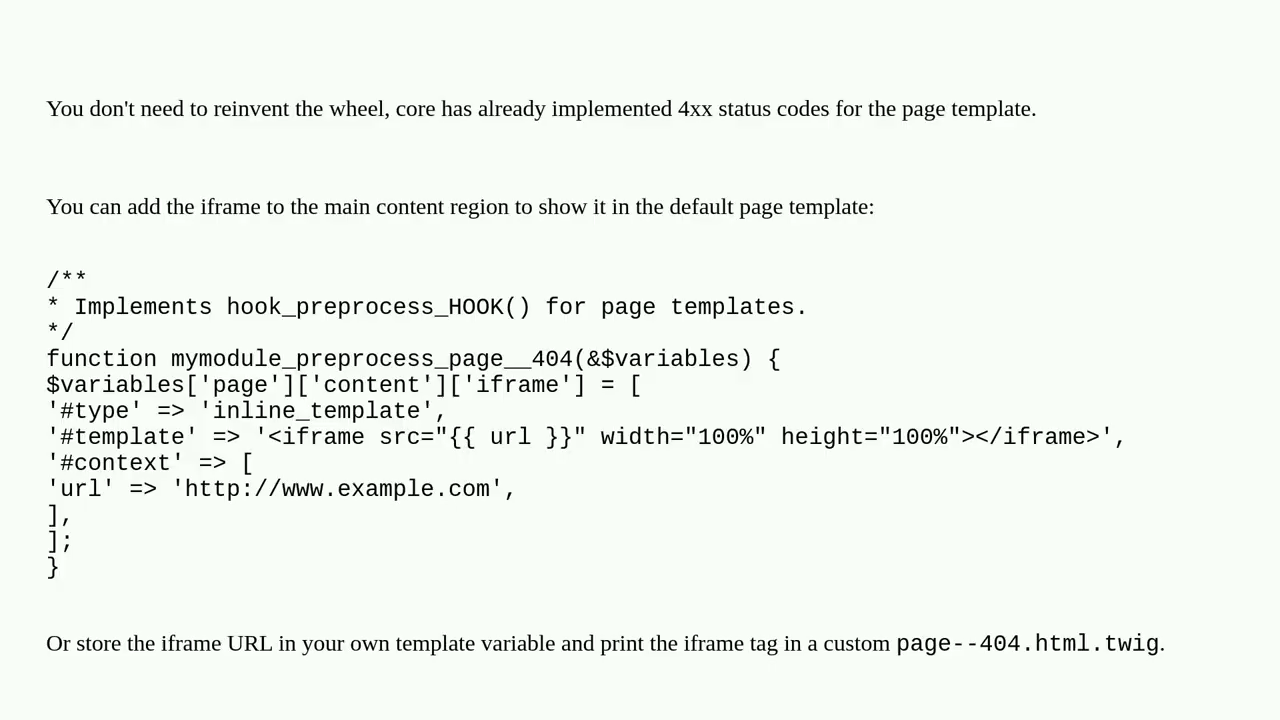 You don't need to reinvent the wheel, core has already implemented 4xx status codes for the page template.
You can add the iframe to the main content region to show it in the default page template:
/**
* Implements hook_preprocess_HOOK() for page templates.
*/
function mymodule_preprocess_page__404(&$variables) {
$variables['page']['content']['iframe'] = [
'#type' => 'inline_template',
'#template' => '<iframe src="{{ url }}" width="100%" height="100%"></iframe>',
'#context' => [
'url' => 'http://www.example.com',
],
];
}
Or store the iframe URL in your own template variable and print the iframe tag in a custom page--404.html.twig.